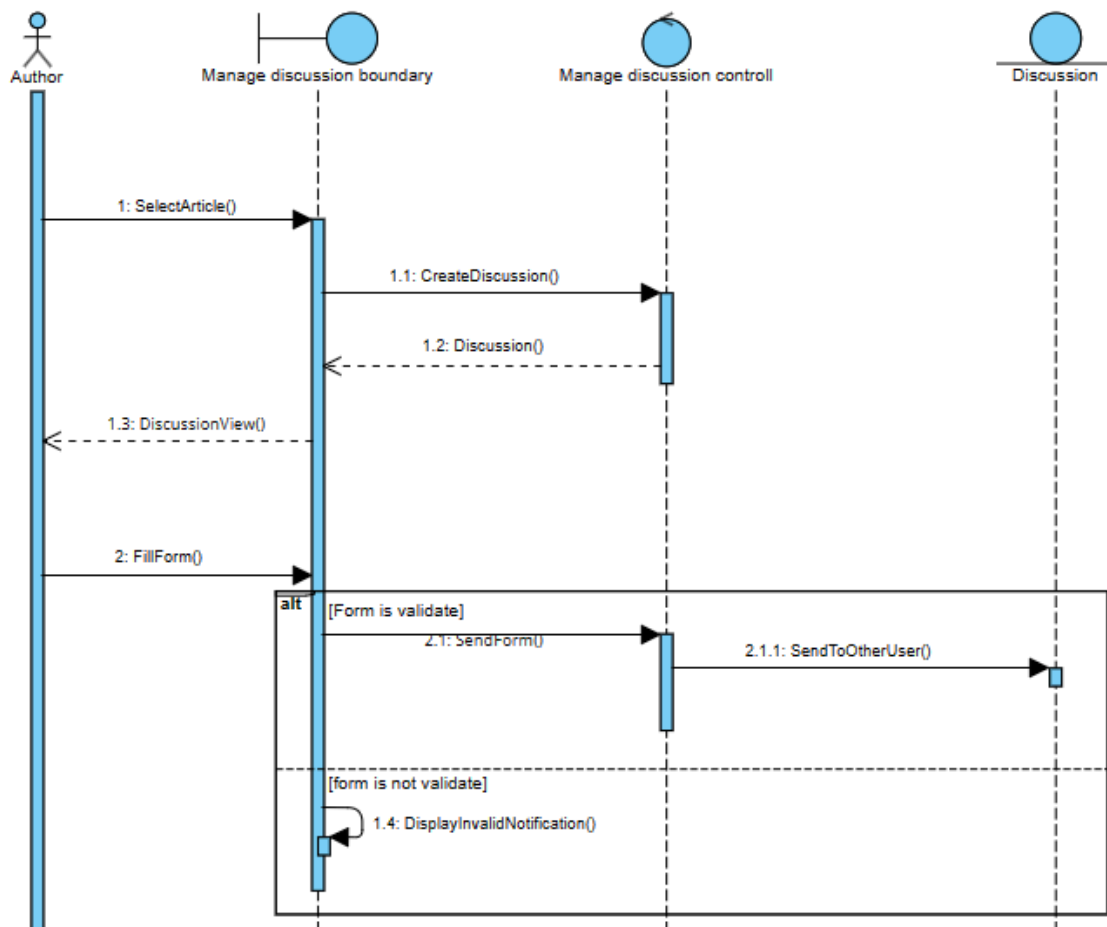 Author
Manage discussion boundary
Manage discussion controll
Discussion
1: SelectArticle()
1.1: CreateDiscussion()
1.2: Discussion()
1.3: DiscussionView()
2: FillForm()
alt
[Form is validate]
2.1: SendForm()
2.1.1: SendToOtherUser()
[form is not validate]
1.4: DisplayInvalidNotification()